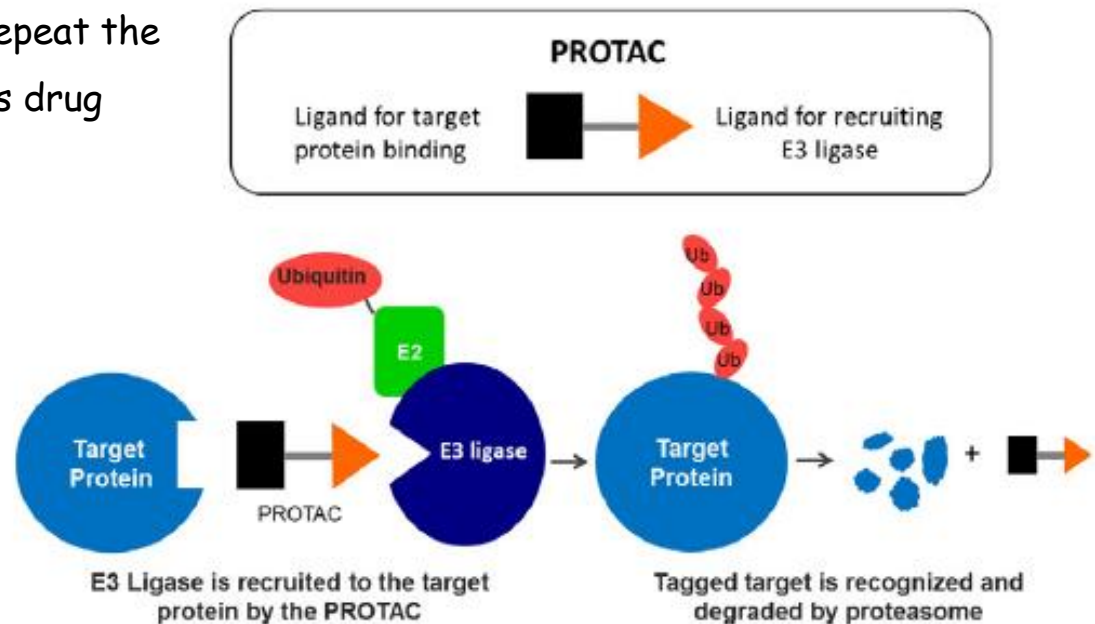 epeat the
s drug
PROTAC
Ligand for target
protein binding
Ligand for recruiting
E3 ligase
Ubiquitin
E2
Target
Protein
PROTAC
E3 ligase
Ub
Ub
Ub
Ub
Target
Protein
+
E3 Ligase is recruited to the target
protein by the PROTAC
Tagged target is recognized and
degraded by proteasome